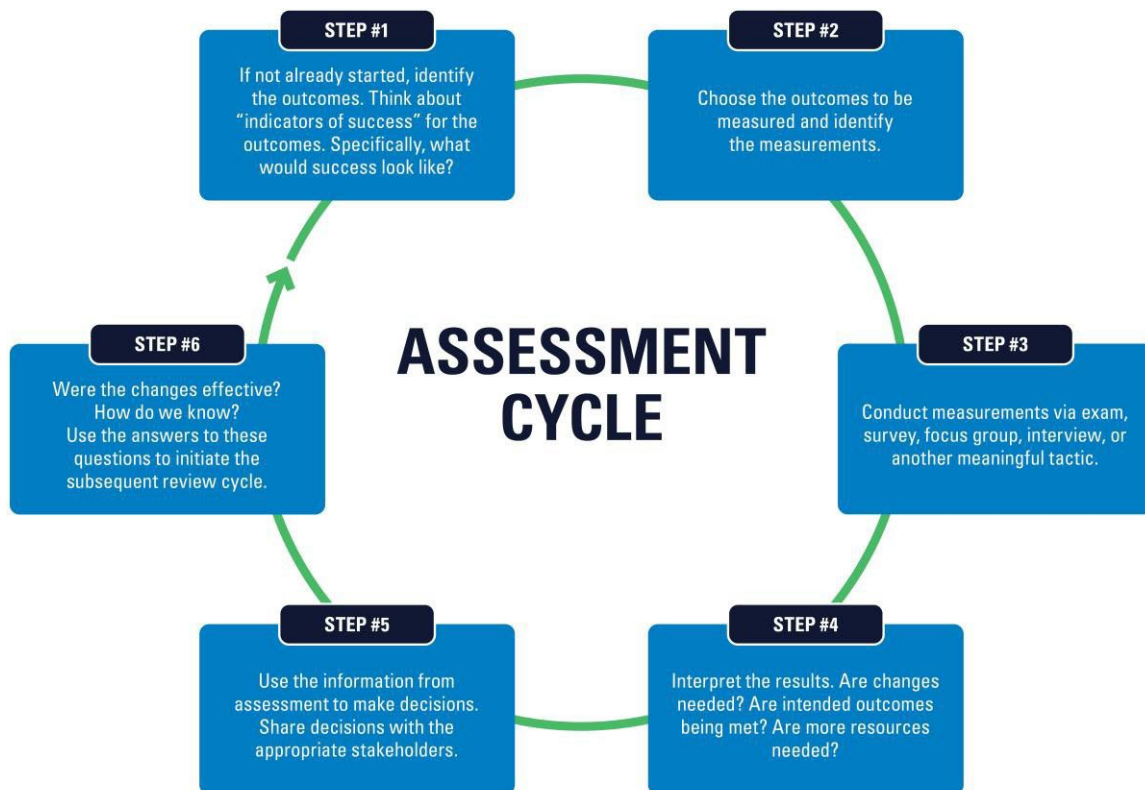 STEP #1
If not already started, identify
the outcomes. Think about
“indicators of success” for the
outcomes. Specifically, what
would success look like?
STEP #2
Choose the outcomes to be
measured and identify
the measurements.
ASSESSMENT
CYCLE
STEP #3
Conduct measurements via exam,
survey, focus group, interview, or
another meaningful tactic.
STEP #4
Interpret the results. Are changes
needed? Are intended outcomes
being met? Are more resources
needed?
STEP #5
Use the information from
assessment to make decisions.
Share decisions with the
appropriate stakeholders.
STEP #6
Were the changes effective?
How do we know?
Use the answers to these
questions to initiate the
subsequent review cycle.